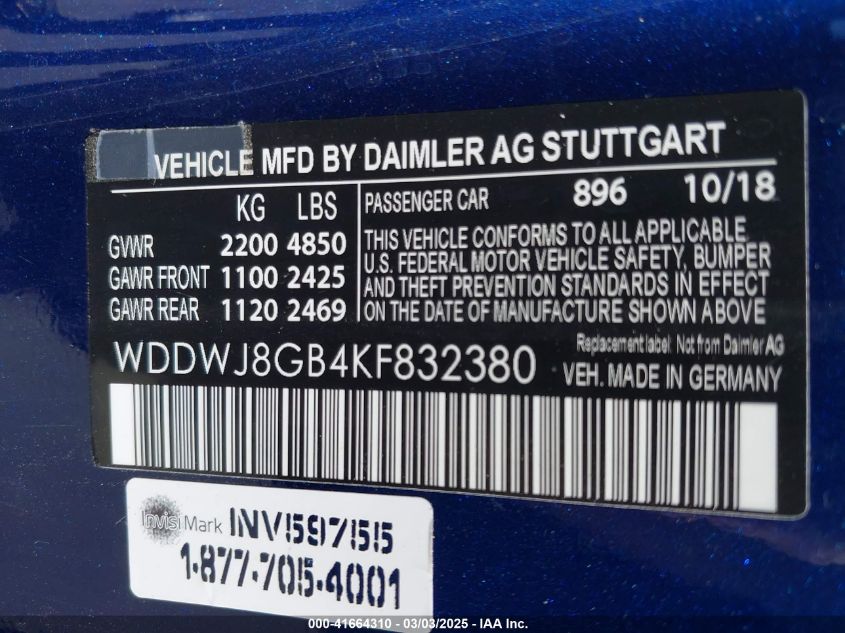 VEHICLE MFD BY DAIMLER AG STUTTGART
KG LBS
GVWR 2200 4850
GAWR FRONT 1100 2425
GAWR REAR 1120 2469
PASSENGER CAR 896 10/18
THIS VEHICLE CONFORMS TO ALL APPLICABLE
U.S. FEDERAL MOTOR VEHICLE SAFETY, BUMPER
AND THEFT PREVENTION STANDARDS IN EFFECT
ON THE DATE OF MANUFACTURE SHOWN ABOVE
WDDWJ8GB4KF832380
Replacement label: Not from Daimler AG
VEH. MADE IN GERMANY
InvisiMark INV59755
1-877-705-4001
000-41664310 - 03/03/2025 - IAA Inc.